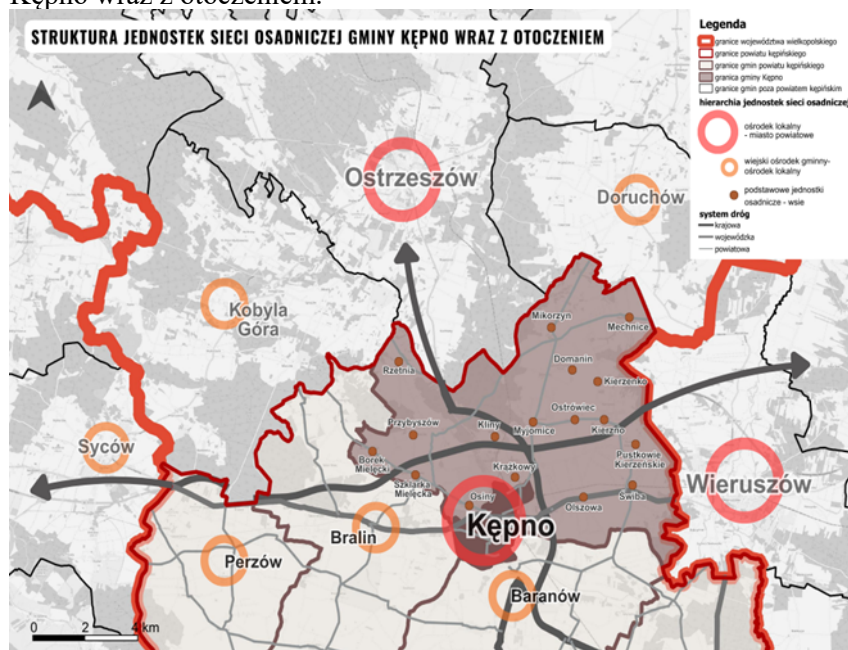 Kępno wraz z otoczeniem.
STRUKTURA JEDNOSTEK SIECI OSADNICZEJ GMINY KĘPNO WRAZ Z OTOCZENIEM
Legenda
granice województwa wielkopolskiego
granice powiatu kępińskiego
granice gmin powiatu kępińskiego
granica gminy Kępno
granice gmin poza powiatem kępińskim
hierarchia jednostek sieci osadniczej
ośrodek lokalny
- miasto powiatowe
wiejski ośrodek gminny-
ośrodek lokalny
podstawowe jednostki
osadnicze - wsie
system dróg
krajowa
wojewódzka
powiatowa
Ostrzeszów
Doruchów
Kobyla
Góra
Mikorzyn
Mechnice
Rzetnia
Domanin
Kierzenko
Przybyszów
Kliny
Myjomice
Ostrówiec
Kierzno
Syców
Borek
Mielęcki
Szklarka
Mielęcka
Krążkowy
Pustkowie
Kierzeńskie
Wieruszów
Osiny
Kępno
Olszowa
Świba
Bralin
Perzów
Baranów
0 2 4 km